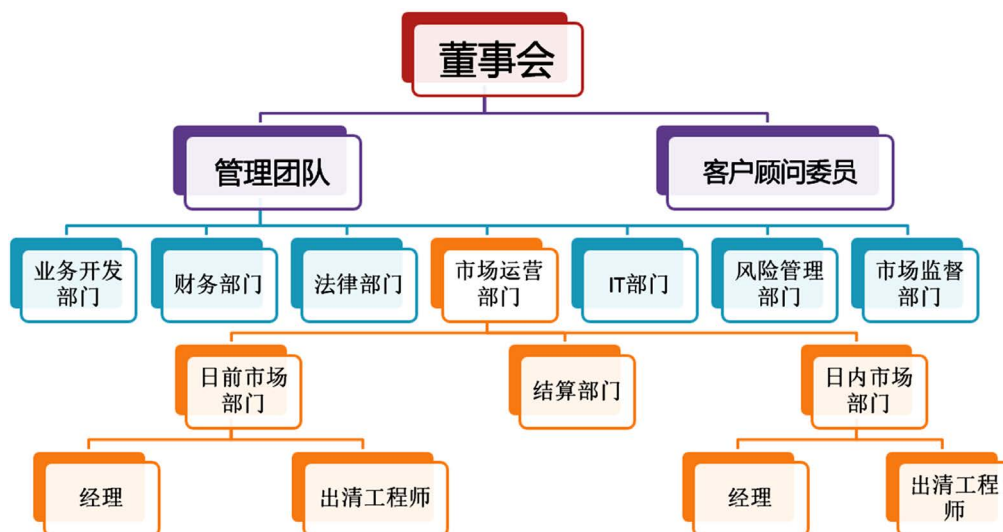 董事会
管理团队
客户顾问委员
业务开发
部门
财务部门
法律部门
市场运营
部门
IT部门
风险管理
部门
市场监督
部门
日前市场
部门
结算部门
日内市场
部门
经理
出清工程师
经理
出清工程
师